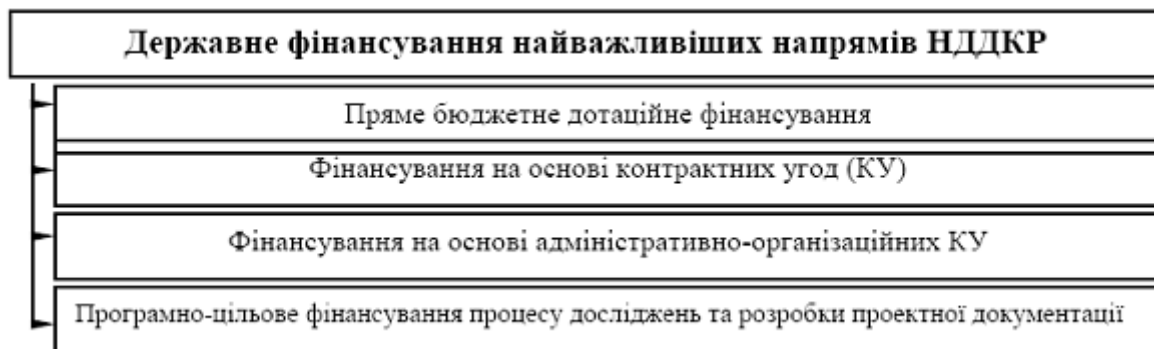 Державне фінансування найважливіших напрямів НДДКР
Пряме бюджетне дотаційне фінансування
Фінансування на основі контрактних угод (КУ)
Фінансування на основі адміністративно-організаційних КУ
Програмно-цільове фінансування процесу досліджень та розробки проектної документації